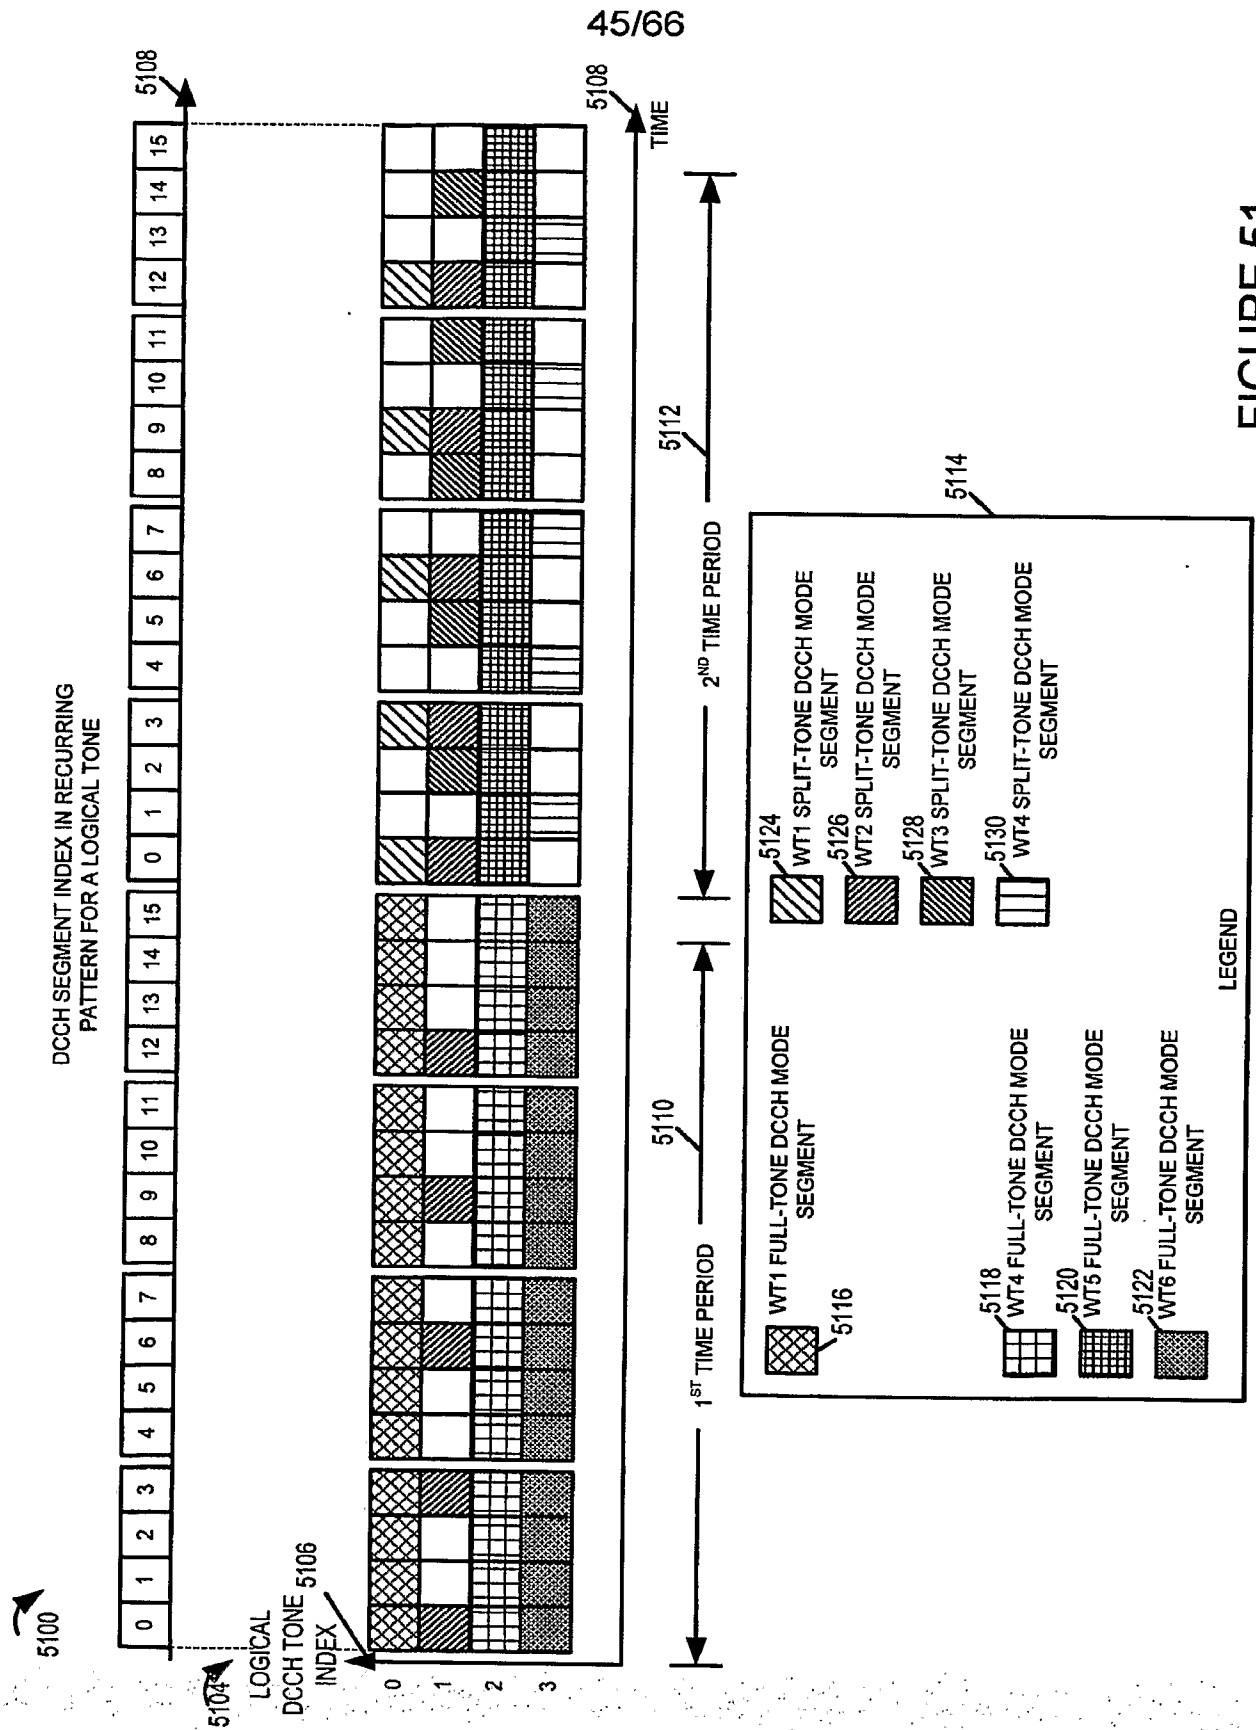 45/66
5100
DCCH SEGMENT INDEX IN RECURRING
PATTERN FOR A LOGICAL TONE
0 1 2 3 4 5 6 7 8 9 10 11 12 13 14 15 0 1 2 3 4 5 6 7 8 9 10 11 12 13 14 15
5108
5104
LOGICAL
DCCH TONE
INDEX
5106
0
1
2
3
5108
TIME
1ST TIME PERIOD
5110
2ND TIME PERIOD
5112
5114
WT1 FULL-TONE DCCH MODE
SEGMENT
5116
5118
WT4 FULL-TONE DCCH MODE
SEGMENT
5120
WT5 FULL-TONE DCCH MODE
SEGMENT
5122
WT6 FULL-TONE DCCH MODE
SEGMENT
5124
WT1 SPLIT-TONE DCCH MODE
SEGMENT
5126
WT2 SPLIT-TONE DCCH MODE
SEGMENT
5128
WT3 SPLIT-TONE DCCH MODE
SEGMENT
5130
WT4 SPLIT-TONE DCCH MODE
SEGMENT
LEGEND
FIGURE 51